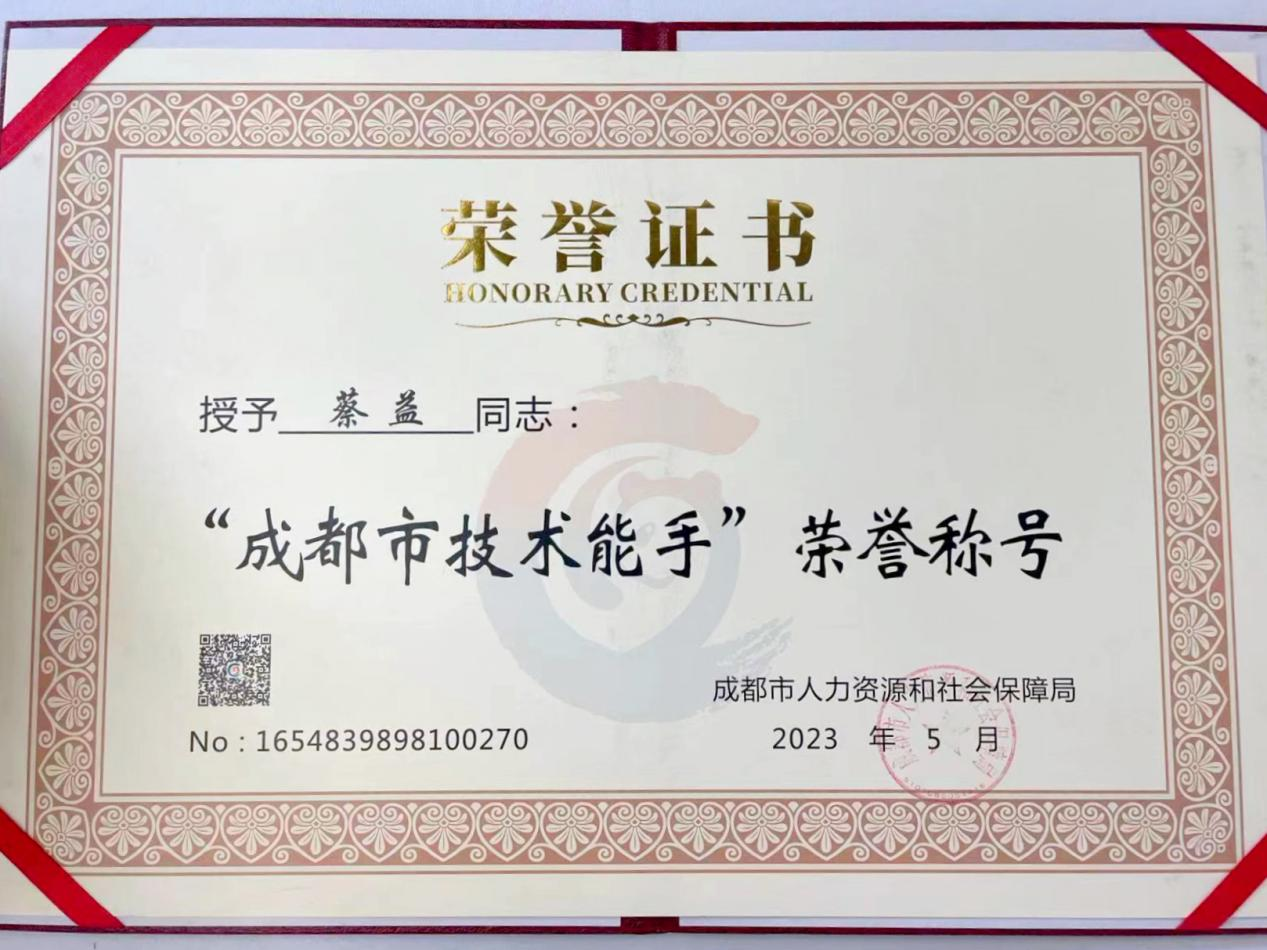 荣誉证书
HONORARY CREDENTIAL
授予 蔡益 同志：
“成都市技术能手”荣誉称号
成都市人力资源和社会保障局
No：1654839898100270
2023 年 5 月